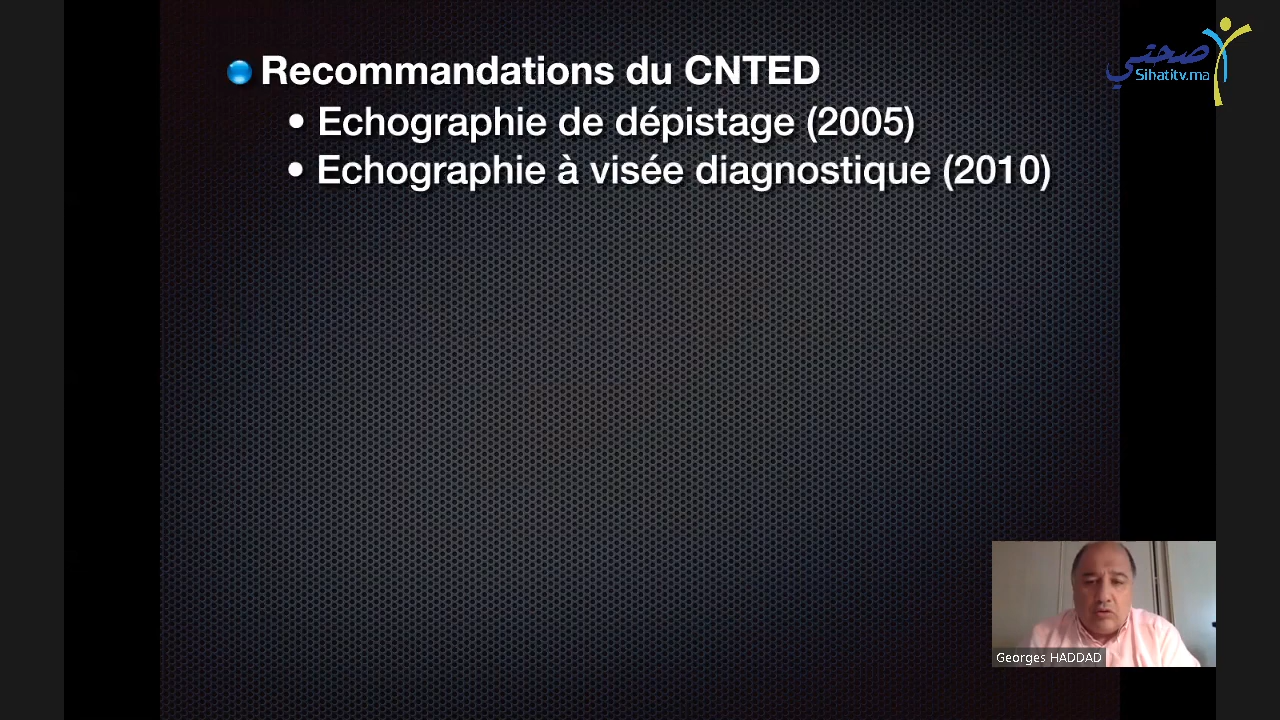 Recommandations du CNTED
• Echographie de dépistage (2005)
• Echographie à visée diagnostique (2010)
صحتي
Sihatitv.ma
Georges HADDAD